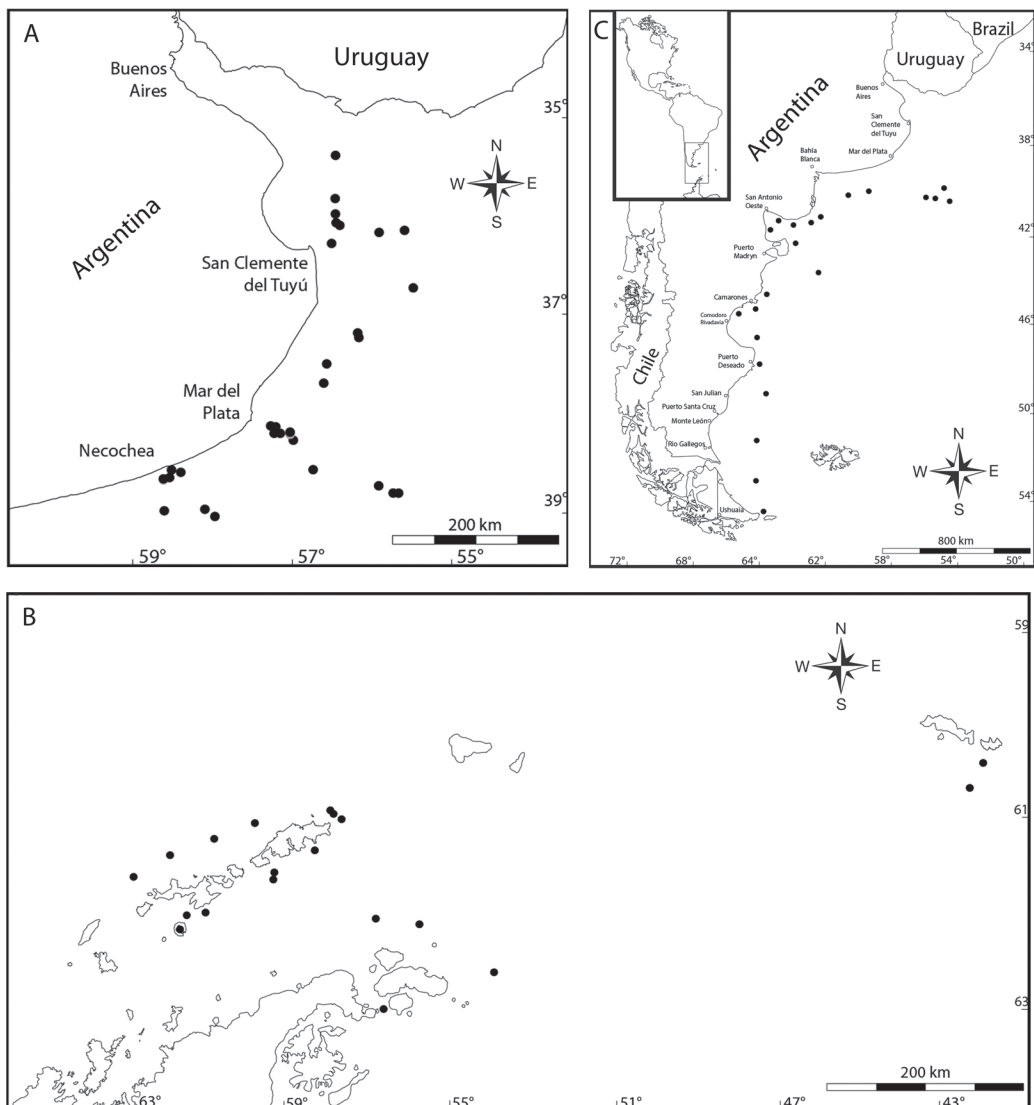 A
Uruguay
Buenos
Aires
35°
N
W
E
S
Argentina
San Clemente
del Tuyú
37°
Mar del
Plata
Necochea
39°
200 km
59°
57°
55°
C
Brazil
34°
Uruguay
Buenos
Aires
Argentina
San
Clemente
del Tuyú
38°
Mar del Plata
Bahía
Blanca
San Antonio
Oeste
42°
Puerto
Madryn
Camarones
Comodoro
Rivadavia
46°
Puerto
Deseado
Chile
San Julian
Puerto Santa Cruz
50°
Monte León
Río Gallegos
N
W
E
S
54°
Ushuaia
800 km
72°
68°
64°
62°
58°
54°
50°
B
59°
N
W
E
S
61°
63°
200 km
63°
59°
55°
51°
47°
43°